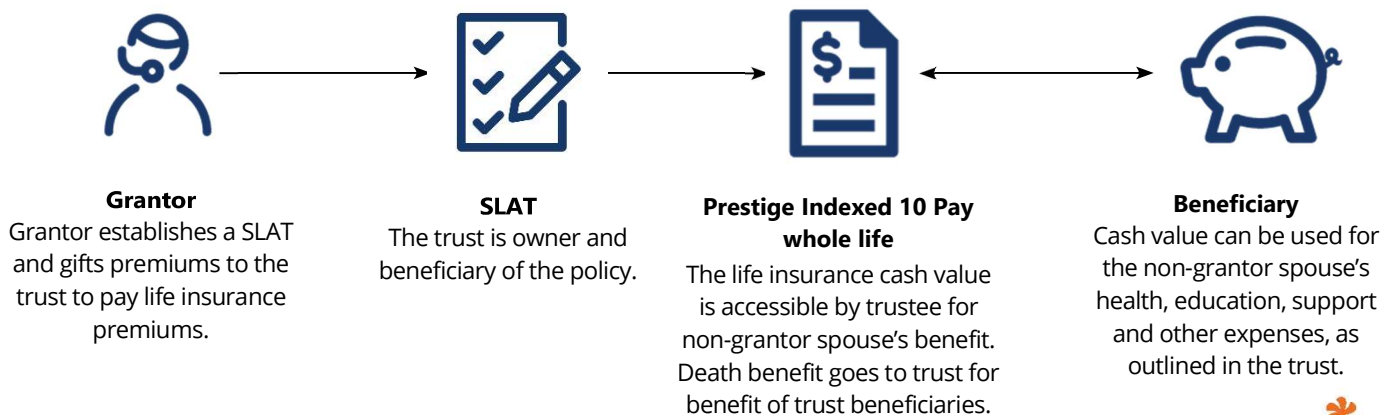 $
Grantor
Grantor establishes a SLAT
and gifts premiums to the
trust to pay life insurance
premiums.
SLAT
The trust is owner and
beneficiary of the policy.
Prestige Indexed 10 Pay
whole life
The life insurance cash value
is accessible by trustee for
non-grantor spouse’s benefit.
Death benefit goes to trust for
benefit of trust beneficiaries.
Beneficiary
Cash value can be used for
the non-grantor spouse’s
health, education, support
and other expenses, as
outlined in the trust.